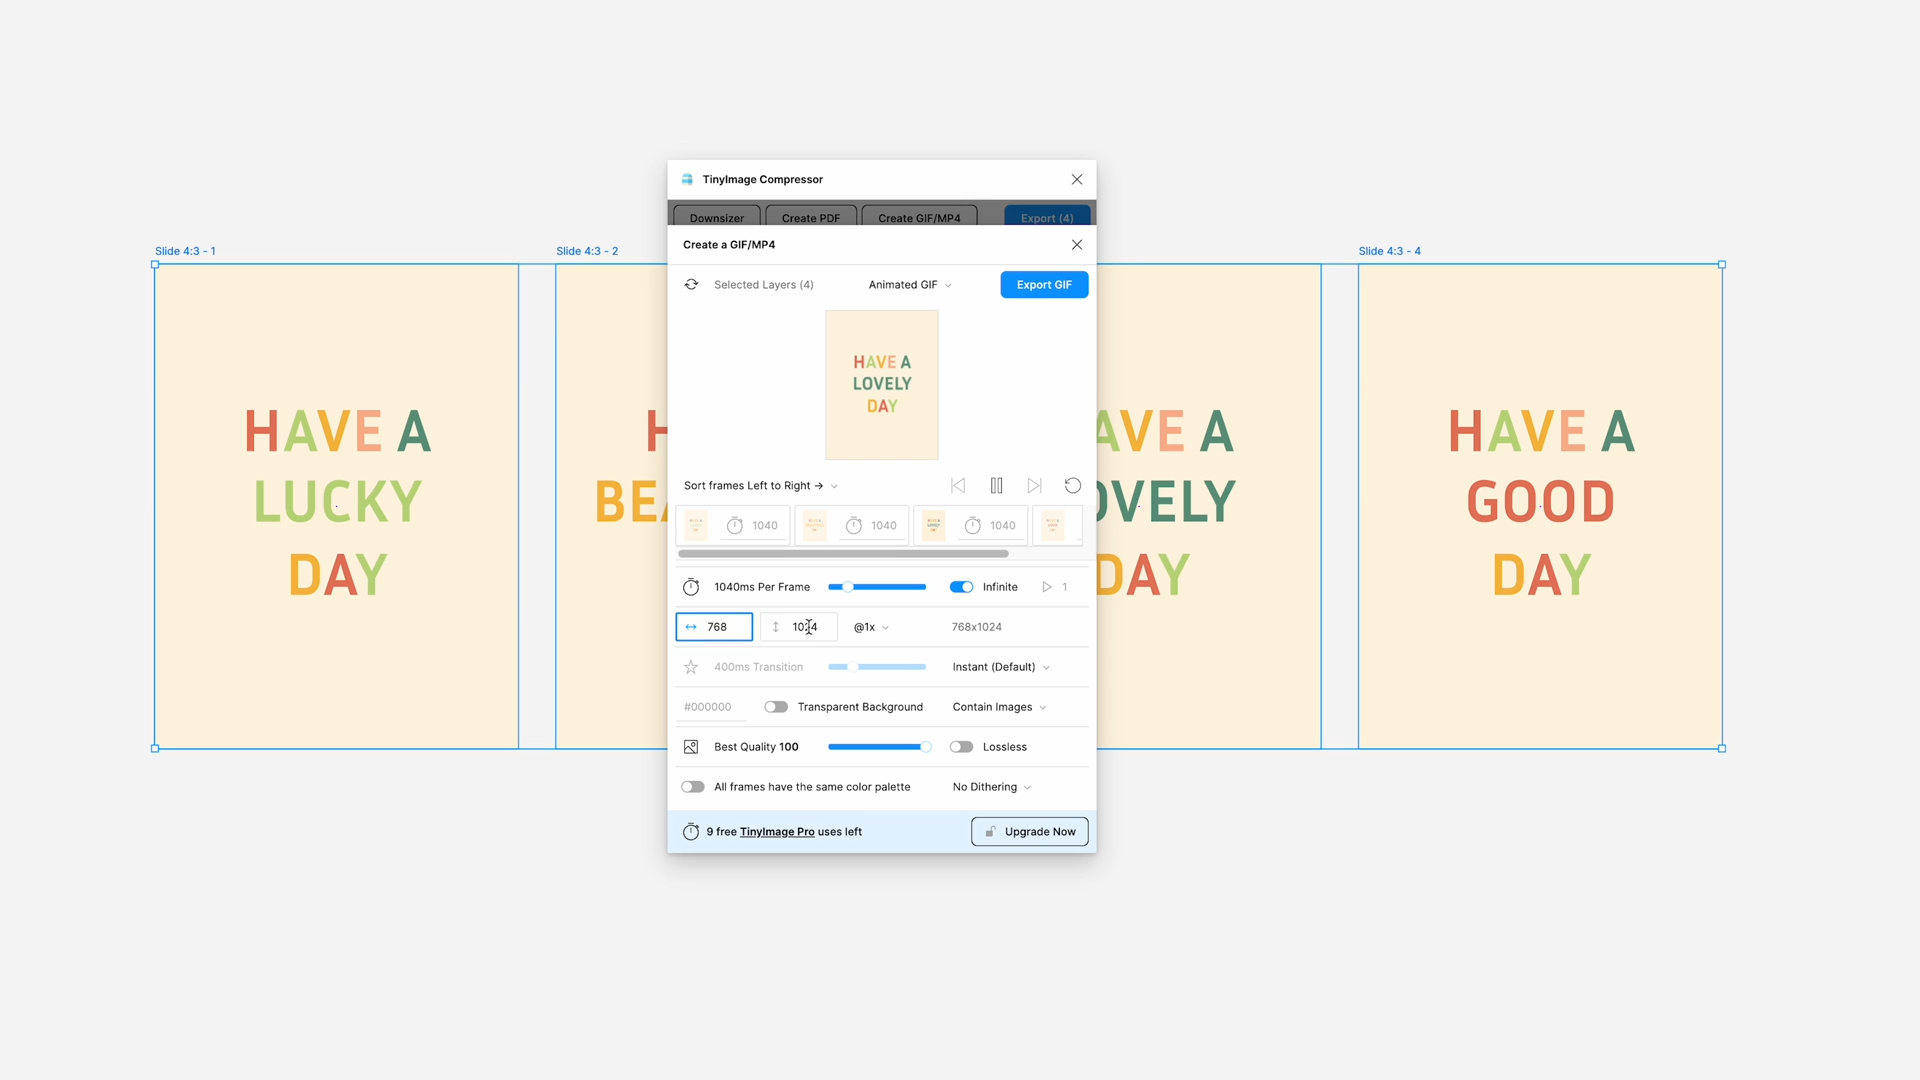 TinyImage Compressor
Downsizer
Create PDF
Create GIF/MP4
Export (4)
Create a GIF/MP4
Selected Layers (4)
Animated GIF
Export GIF
HAVE A
LOVELY
DAY
Sort frames Left to Right →
1040
1040
1040
1040ms Per Frame
Infinite
1
768
1024
@1x
768x1024
400ms Transition
Instant (Default)
#000000
Transparent Background
Contain Images
Best Quality 100
Lossless
All frames have the same color palette
No Dithering
9 free TinyImage Pro uses left
Upgrade Now
Slide 4:3 - 1
HAVE A
LUCKY
DAY
Slide 4:3 - 2
H
BEA
AVE A
OVELY
DAY
Slide 4:3 - 4
HAVE A
GOOD
DAY